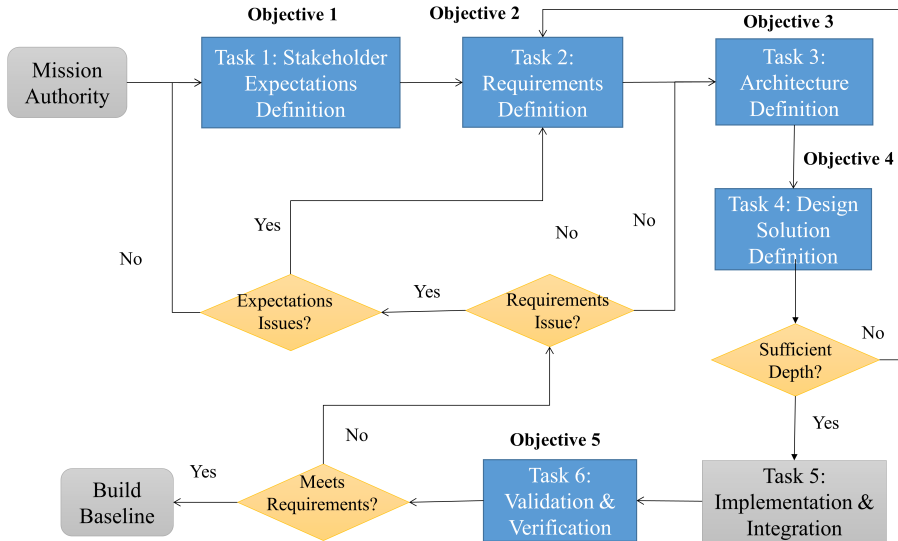 Objective 1
Objective 2
Objective 3
Mission
Authority
Task 1: Stakeholder
Expectations
Definition
Task 2:
Requirements
Definition
Task 3:
Architecture
Definition
Objective 4
Task 4: Design
Solution
Definition
Yes
No
No
No
Expectations
Issues?
Yes
Requirements
Issue?
Sufficient
Depth?
No
Yes
No
Objective 5
Build
Baseline
Yes
Meets
Requirements?
Task 6:
Validation &
Verification
Task 5:
Implementation &
Integration